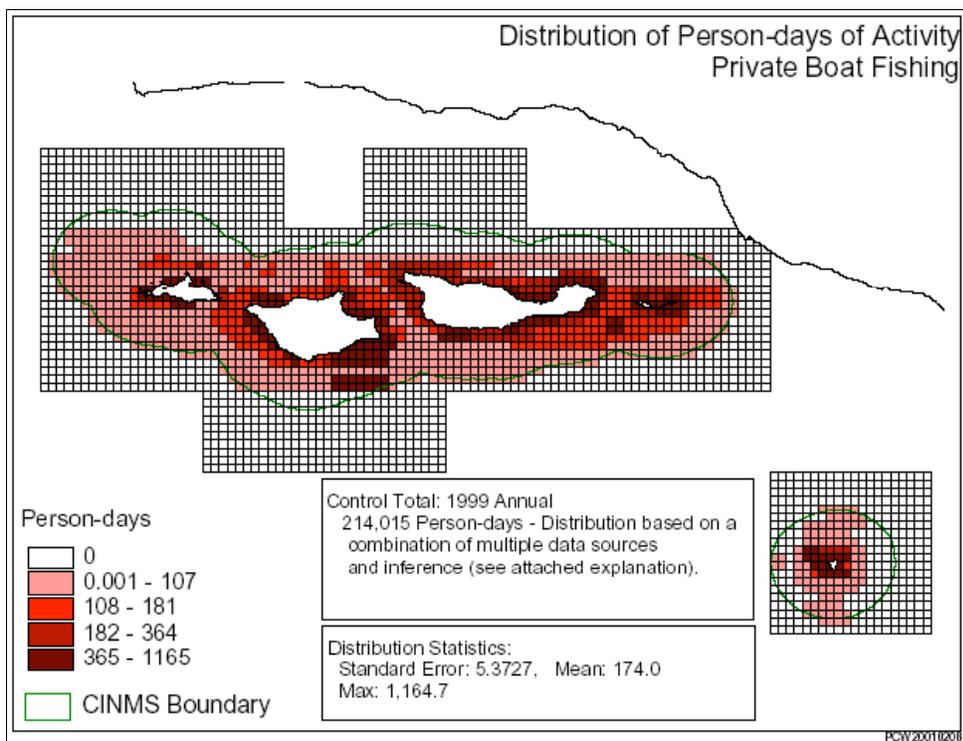 Distribution of Person-days of Activity
Private Boat Fishing
Person-days
0
0.001 - 107
108 - 181
182 - 364
365 - 1165
CINMS Boundary
Control Total: 1999 Annual
214,015 Person-days - Distribution based on a
combination of multiple data sources
and inference (see attached explanation).
Distribution Statistics:
Standard Error: 5.3727, Mean: 174.0
Max: 1,164.7
PCW20010208